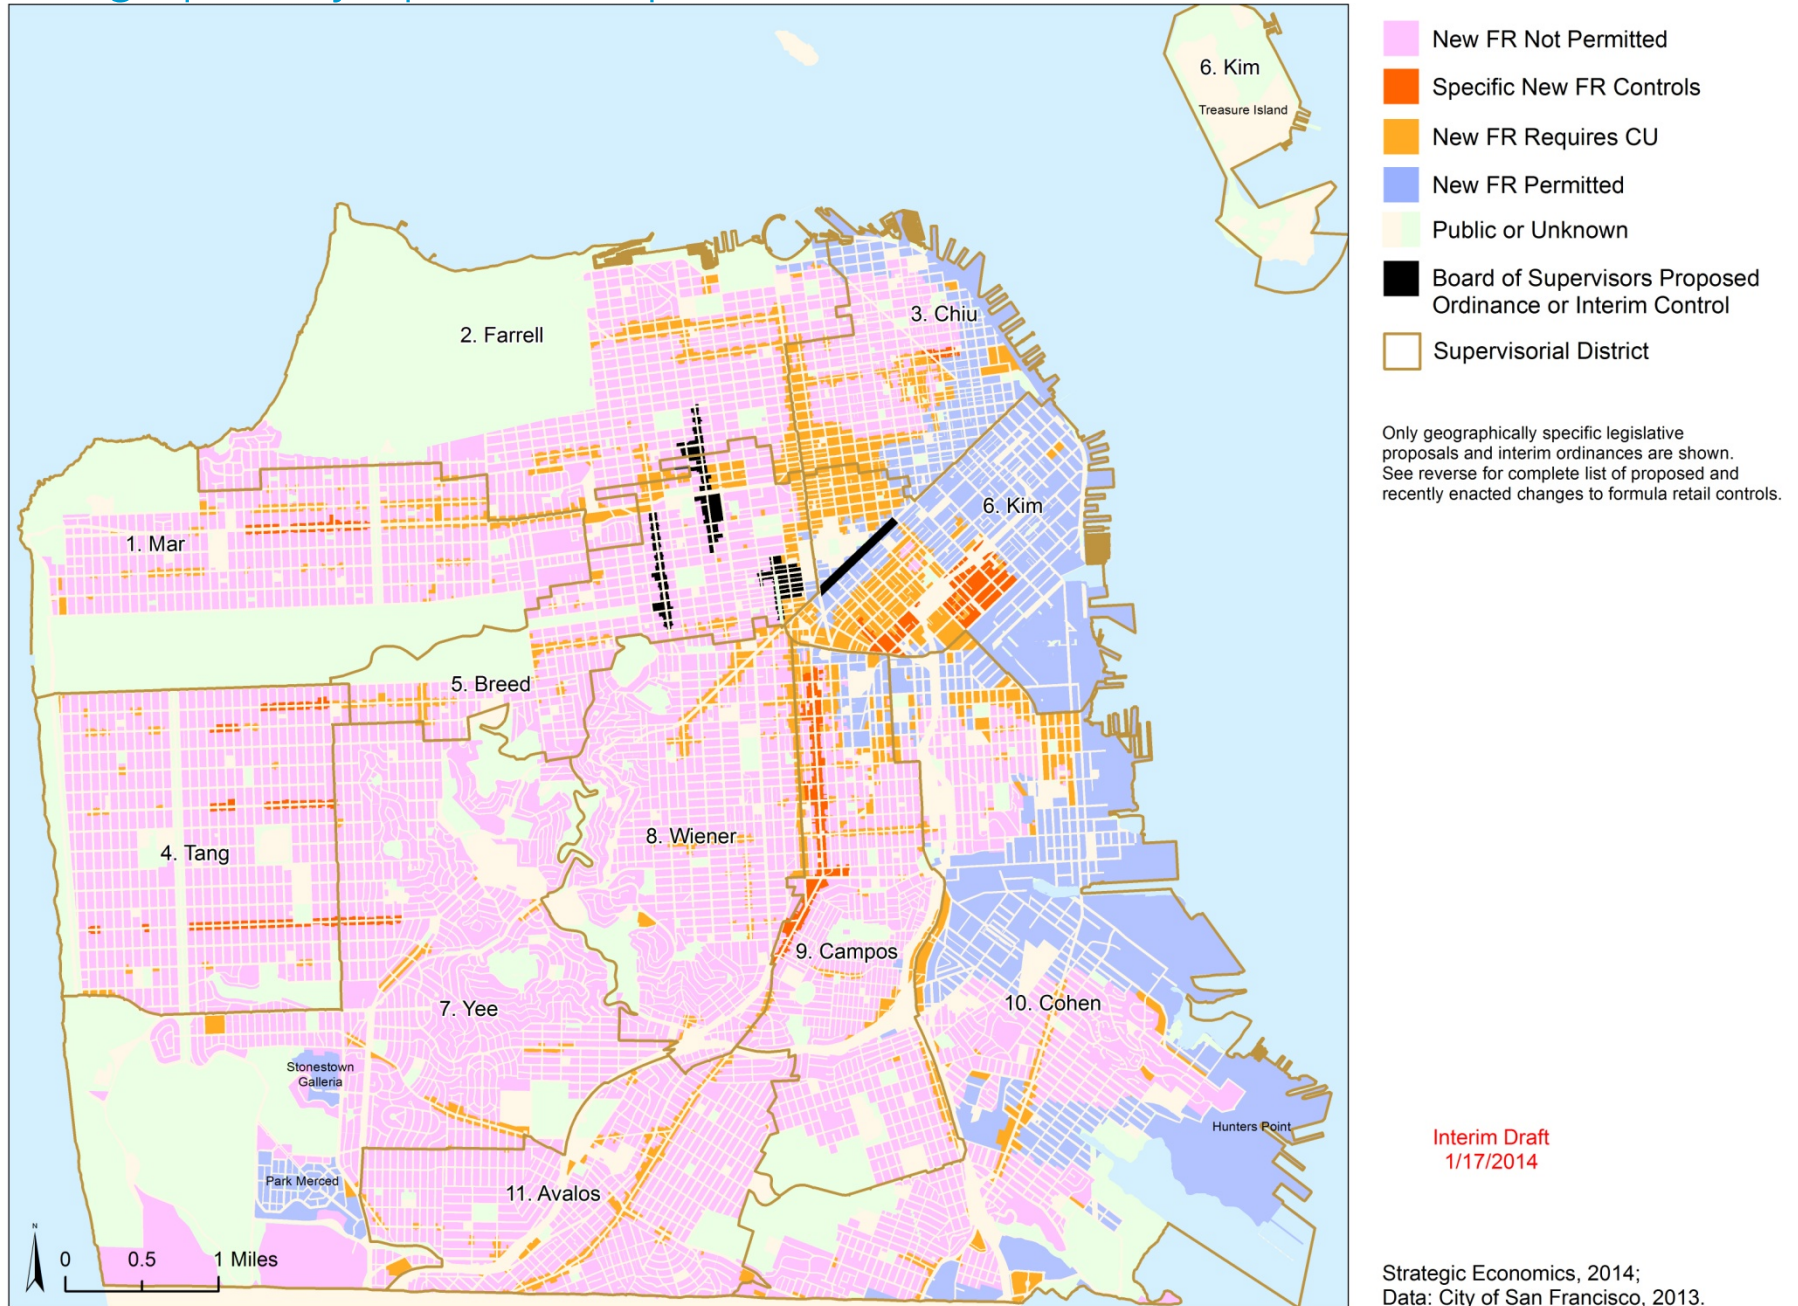 6. Kim
Treasure Island
2. Farrell
3. Chiu
6. Kim
1. Mar
5. Breed
8. Wiener
4. Tang
9. Campos
10. Cohen
7. Yee
Stonestown
Galleria
Hunters Point
Park Merced
11. Avalos
N
0 0.5 1 Miles
New FR Not Permitted
Specific New FR Controls
New FR Requires CU
New FR Permitted
Public or Unknown
Board of Supervisors Proposed
Ordinance or Interim Control
Supervisorial District
Only geographically specific legislative
proposals and interim ordinances are shown.
See reverse for complete list of proposed and
recently enacted changes to formula retail controls.
Interim Draft
1/17/2014
Strategic Economics, 2014;
Data: City of San Francisco, 2013.